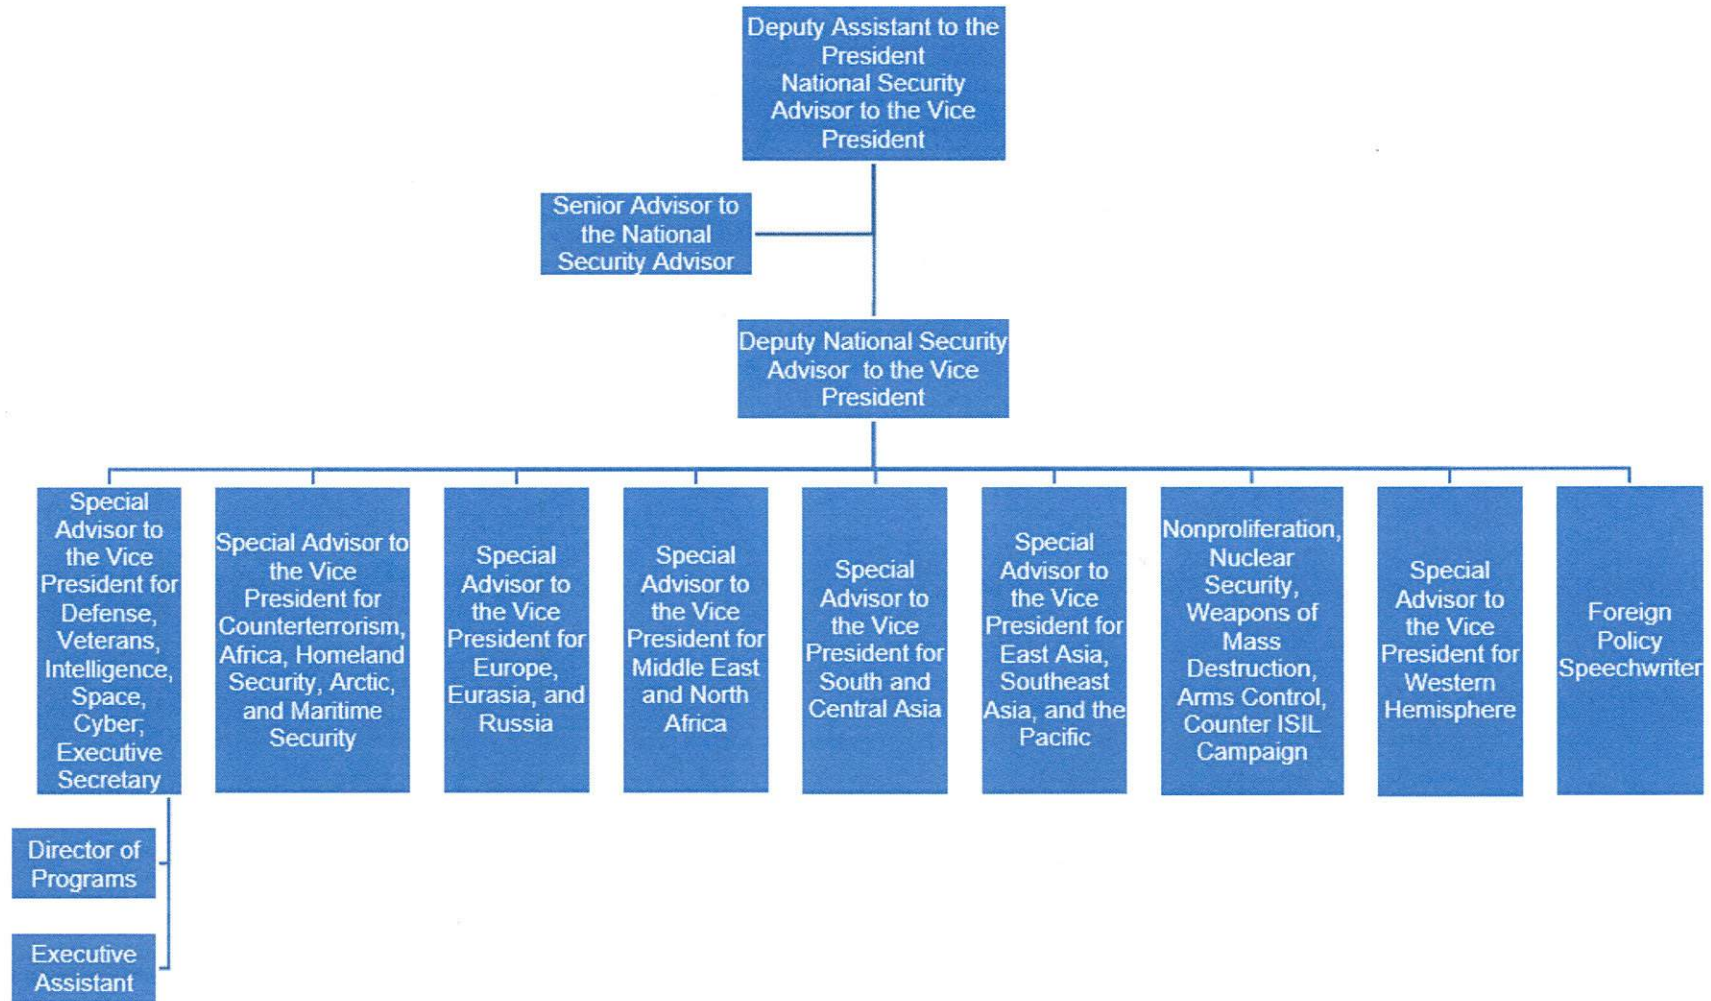 Deputy Assistant to the
President
National Security
Advisor to the Vice
President
Senior Advisor to
the National
Security Advisor
Deputy National Security
Advisor to the Vice
President
Special
Advisor to
the Vice
President for
Defense,
Veterans,
Intelligence,
Space,
Cyber;
Executive
Secretary
Special Advisor to
the Vice
President for
Counterterrorism,
Africa, Homeland
Security, Arctic,
and Maritime
Security
Special
Advisor to
the Vice
President for
Europe,
Eurasia, and
Russia
Special
Advisor to
the Vice
President for
Middle East
and North
Africa
Special
Advisor to
the Vice
President for
South and
Central Asia
Special
Advisor to
the Vice
President for
East Asia,
Southeast
Asia, and the
Pacific
Nonproliferation,
Nuclear
Security,
Weapons of
Mass
Destruction,
Arms Control,
Counter ISIL
Campaign
Special
Advisor to
the Vice
President for
Western
Hemisphere
Foreign
Policy
Speechwriter
Director of
Programs
Executive
Assistant